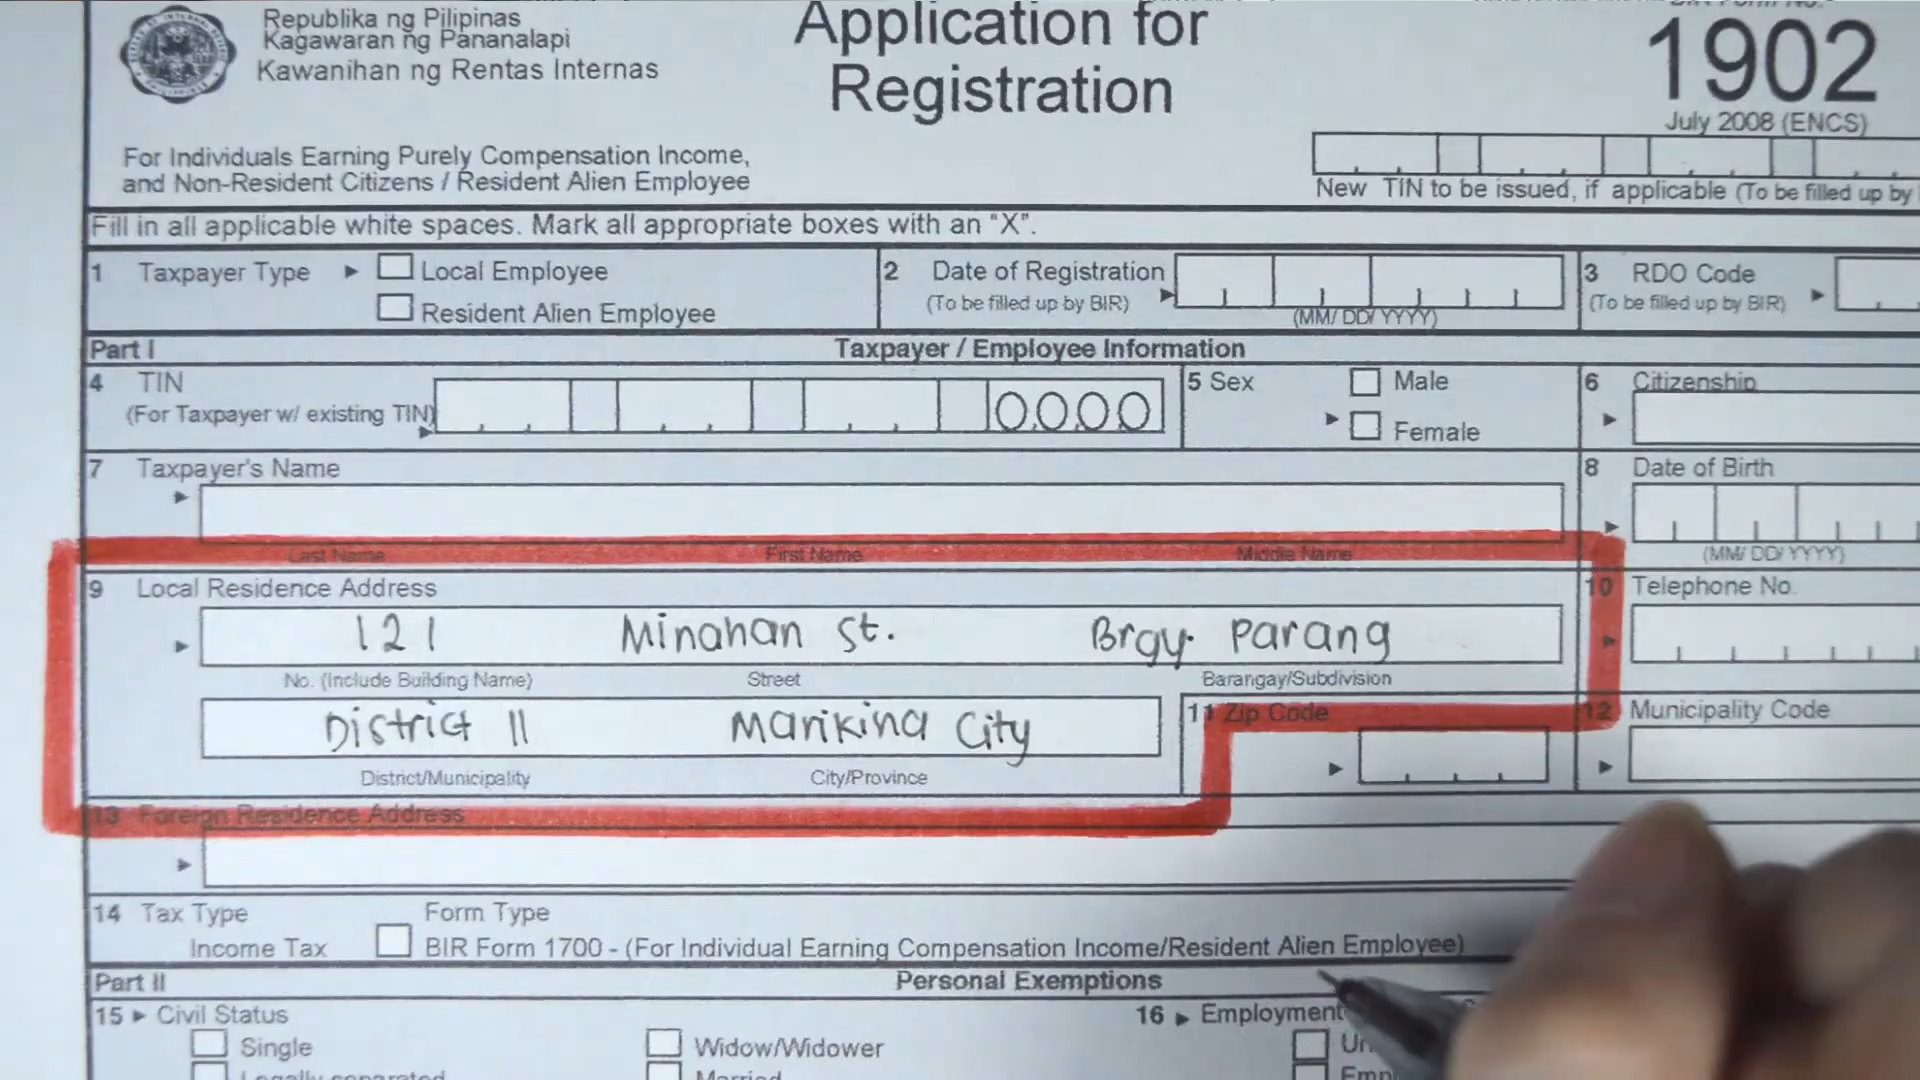 Republika ng Pilipinas
Kagawaran ng Pananalapi
Kawanihan ng Rentas Internas
Application for
Registration
1902
July 2008 (ENCS)
For Individuals Earning Purely Compensation Income,
and Non-Resident Citizens / Resident Alien Employee
New TIN to be issued, if applicable (To be filled up by
Fill in all applicable white spaces. Mark all appropriate boxes with an "X".
1 Taxpayer Type Local Employee
Resident Alien Employee
2 Date of Registration
(To be filled up by BIR)
(MM/ DD/ YYYY)
3 RDO Code
(To be filled up by BIR)
Part I Taxpayer / Employee Information
4 TIN
(For Taxpayer w/ existing TIN)
0000
5 Sex Male
Female
6 Citizenship
7 Taxpayer's Name
Last Name First Name Middle Name
8 Date of Birth
(MM/ DD/ YYYY)
9 Local Residence Address
121 Minahan St. Brgy. Parang
No. (Include Building Name) Street Barangay/Subdivision
10 Telephone No.
District II Marikina City
District/Municipality City/Province
11 Zip Code
12 Municipality Code
13 Foreign Residence Address
14 Tax Type Form Type
Income Tax BIR Form 1700 - (For Individual Earning Compensation Income/Resident Alien Employee)
Part II Personal Exemptions
15 Civil Status
Single Widow/Widower
Legally separated Married
16 Employment